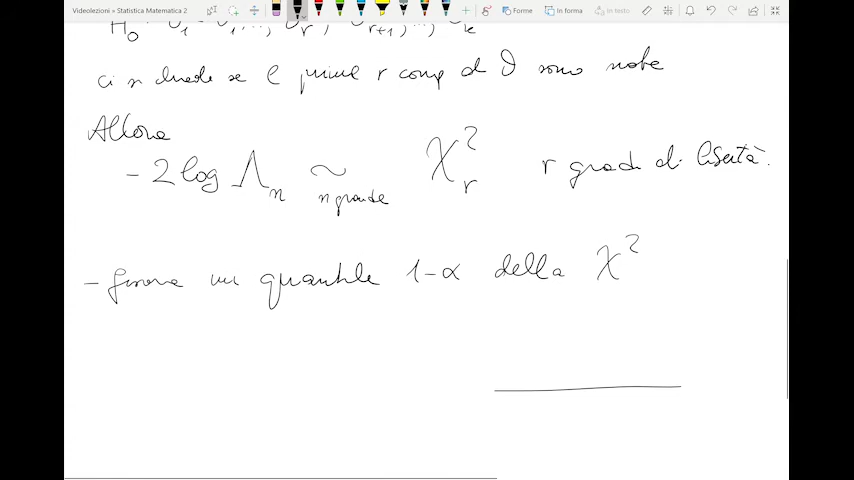 Videolezioni » Statistica Matematica 2
Forme
In forma
In testo
ci si chiede se le prime r comp di θ sono note
Allora
- 2 log Λn ~ χ²r r gradi di libertà.
n grande
- un quantile 1-α della χ²